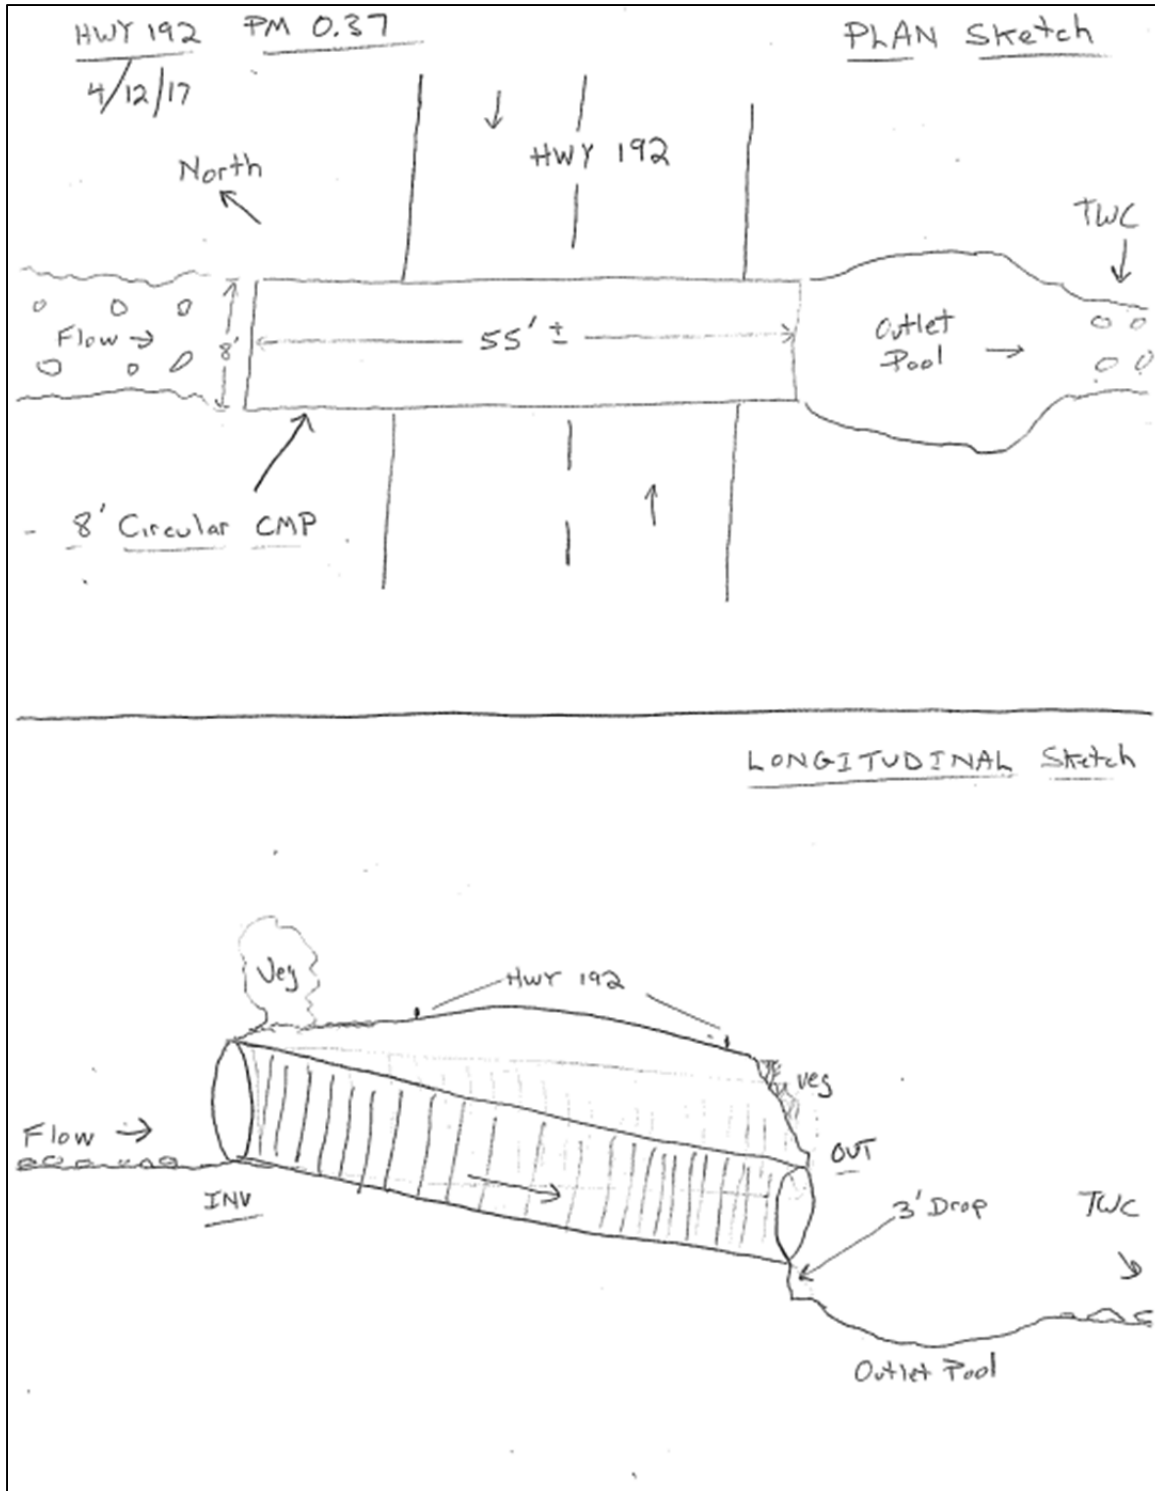 HWY 192 PM 0.37
4/12/17
PLAN Sketch
North
HWY 192
TWC
Flow
8'
55' ±
Outlet
Pool
- 8' Circular CMP
LONGITUDINAL Sketch
Veg
HWY 192
veg
Flow
OUT
INV
3' Drop
TWC
Outlet Pool